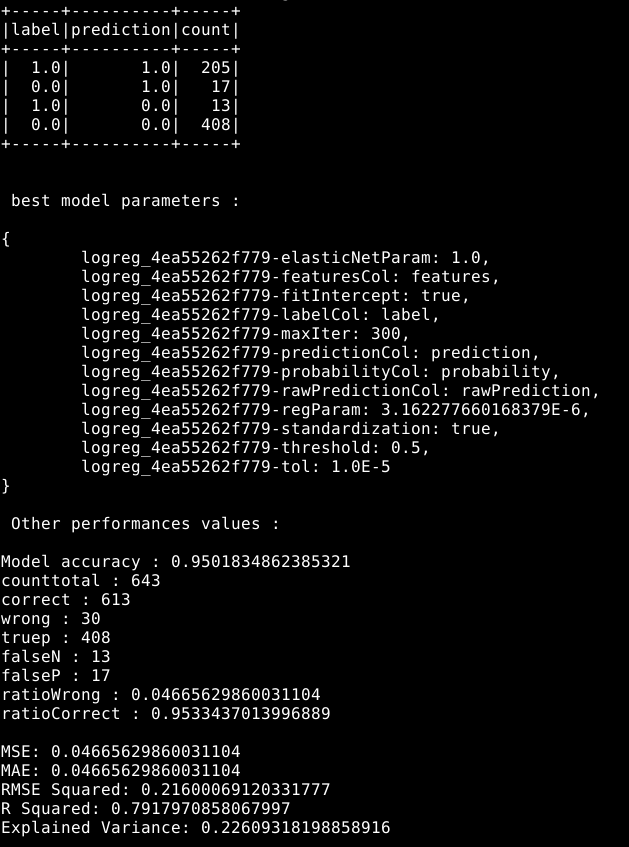 +-----+----------+-----+
|label|prediction|count|
+-----+----------+-----+
|  1.0|       1.0|  205|
|  0.0|       1.0|   17|
|  1.0|       0.0|   13|
|  0.0|       0.0|  408|
+-----+----------+-----+
best model parameters :
{
        logreg_4ea55262f779-elasticNetParam: 1.0,
        logreg_4ea55262f779-featuresCol: features,
        logreg_4ea55262f779-fitIntercept: true,
        logreg_4ea55262f779-labelCol: label,
        logreg_4ea55262f779-maxIter: 300,
        logreg_4ea55262f779-predictionCol: prediction,
        logreg_4ea55262f779-probabilityCol: probability,
        logreg_4ea55262f779-rawPredictionCol: rawPrediction,
        logreg_4ea55262f779-regParam: 3.162277660168379E-6,
        logreg_4ea55262f779-standardization: true,
        logreg_4ea55262f779-threshold: 0.5,
        logreg_4ea55262f779-tol: 1.0E-5
}
Other performances values :
Model accuracy : 0.9501834862385321
counttotal : 643
correct : 613
wrong : 30
truep : 408
falseN : 13
falseP : 17
ratioWrong : 0.04665629860031104
ratioCorrect : 0.9533437013996889
MSE: 0.04665629860031104
MAE: 0.04665629860031104
RMSE Squared: 0.21600069120331777
R Squared: 0.7917970858067997
Explained Variance: 0.22609318198858916